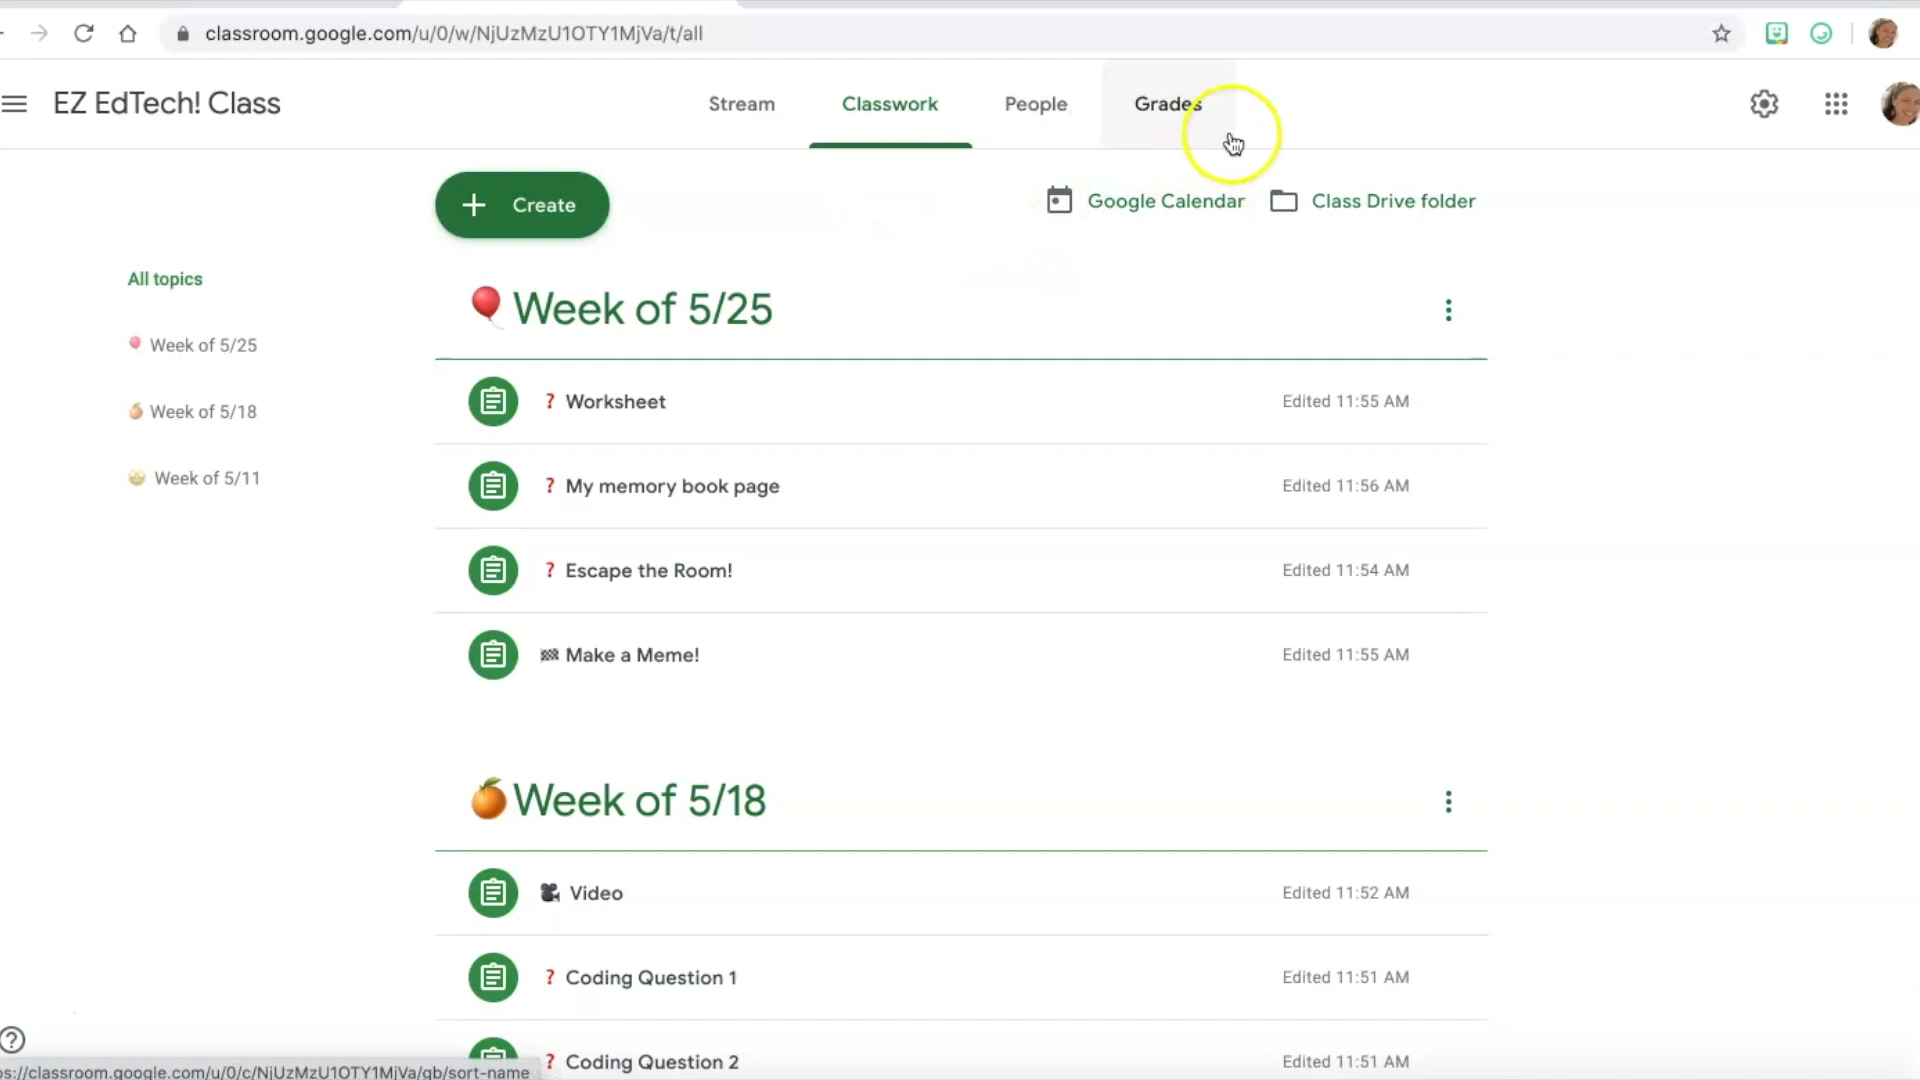 classroom.google.com/u/0/w/NjUzMzU1OTY1MjVa/t/all
EZ EdTech! Class
Stream
Classwork
People
Grades
Create
Google Calendar
Class Drive folder
All topics
Week of 5/25
Week of 5/18
Week of 5/11
Week of 5/25
? Worksheet
Edited 11:55 AM
? My memory book page
Edited 11:56 AM
? Escape the Room!
Edited 11:54 AM
Make a Meme!
Edited 11:55 AM
Week of 5/18
Video
Edited 11:52 AM
? Coding Question 1
Edited 11:51 AM
? Coding Question 2
Edited 11:51 AM
ps://classroom.google.com/u/0/c/NjUzMzU1OTY1MjVa/gb/sort-name